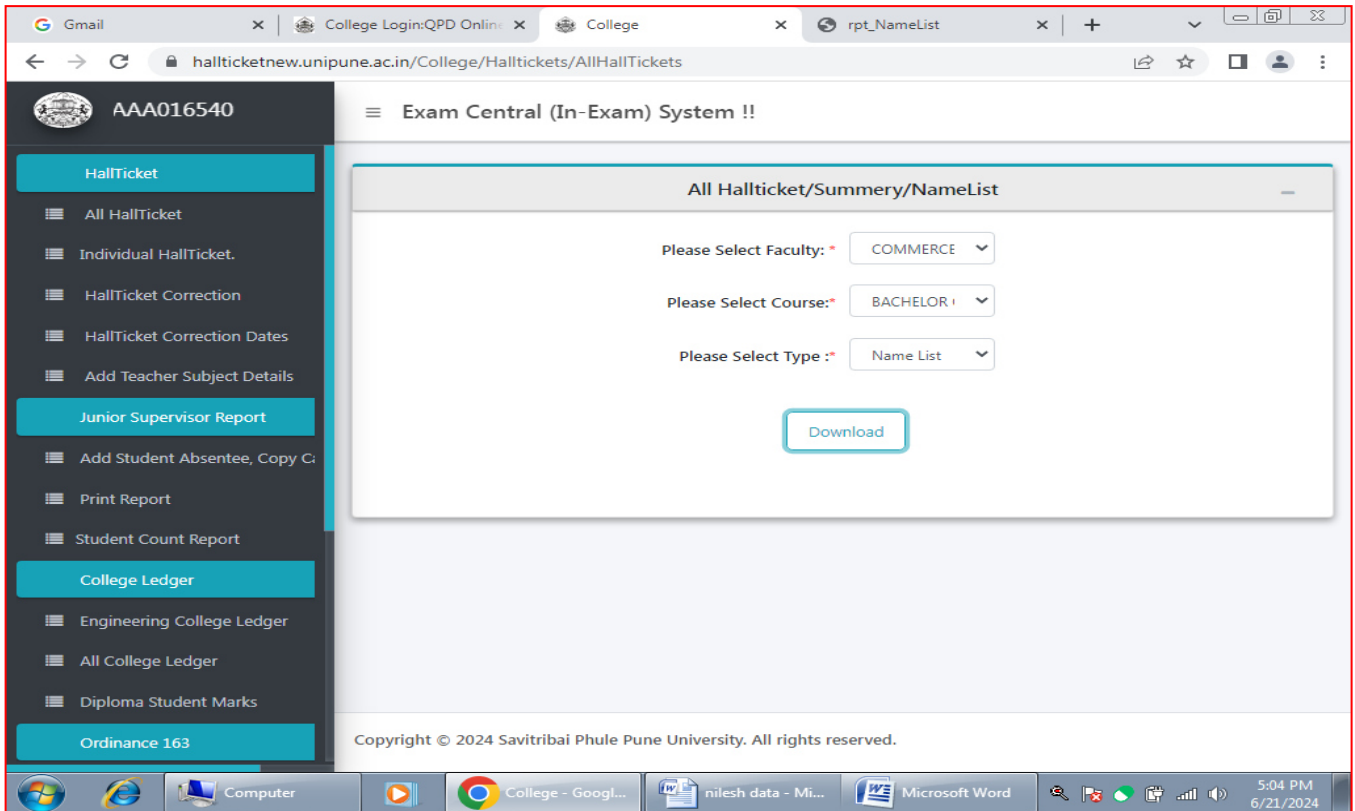 Gmail
College Login:QPD Online
College
rpt_NameList
hallticketnew.unipune.ac.in/College/Halltickets/AllHallTickets
AAA016540
Exam Central (In-Exam) System !!
HallTicket
All HallTicket
Individual HallTicket.
HallTicket Correction
HallTicket Correction Dates
Add Teacher Subject Details
Junior Supervisor Report
Add Student Absentee, Copy Ca
Print Report
Student Count Report
College Ledger
Engineering College Ledger
All College Ledger
Diploma Student Marks
Ordinance 163
All Hallticket/Summery/NameList
Please Select Faculty: * COMMERCE
Please Select Course:* BACHELOR
Please Select Type :* Name List
Download
Copyright © 2024 Savitribai Phule Pune University. All rights reserved.
Computer
College - Googl...
nilesh data - Mi...
Microsoft Word
5:04 PM
6/21/2024